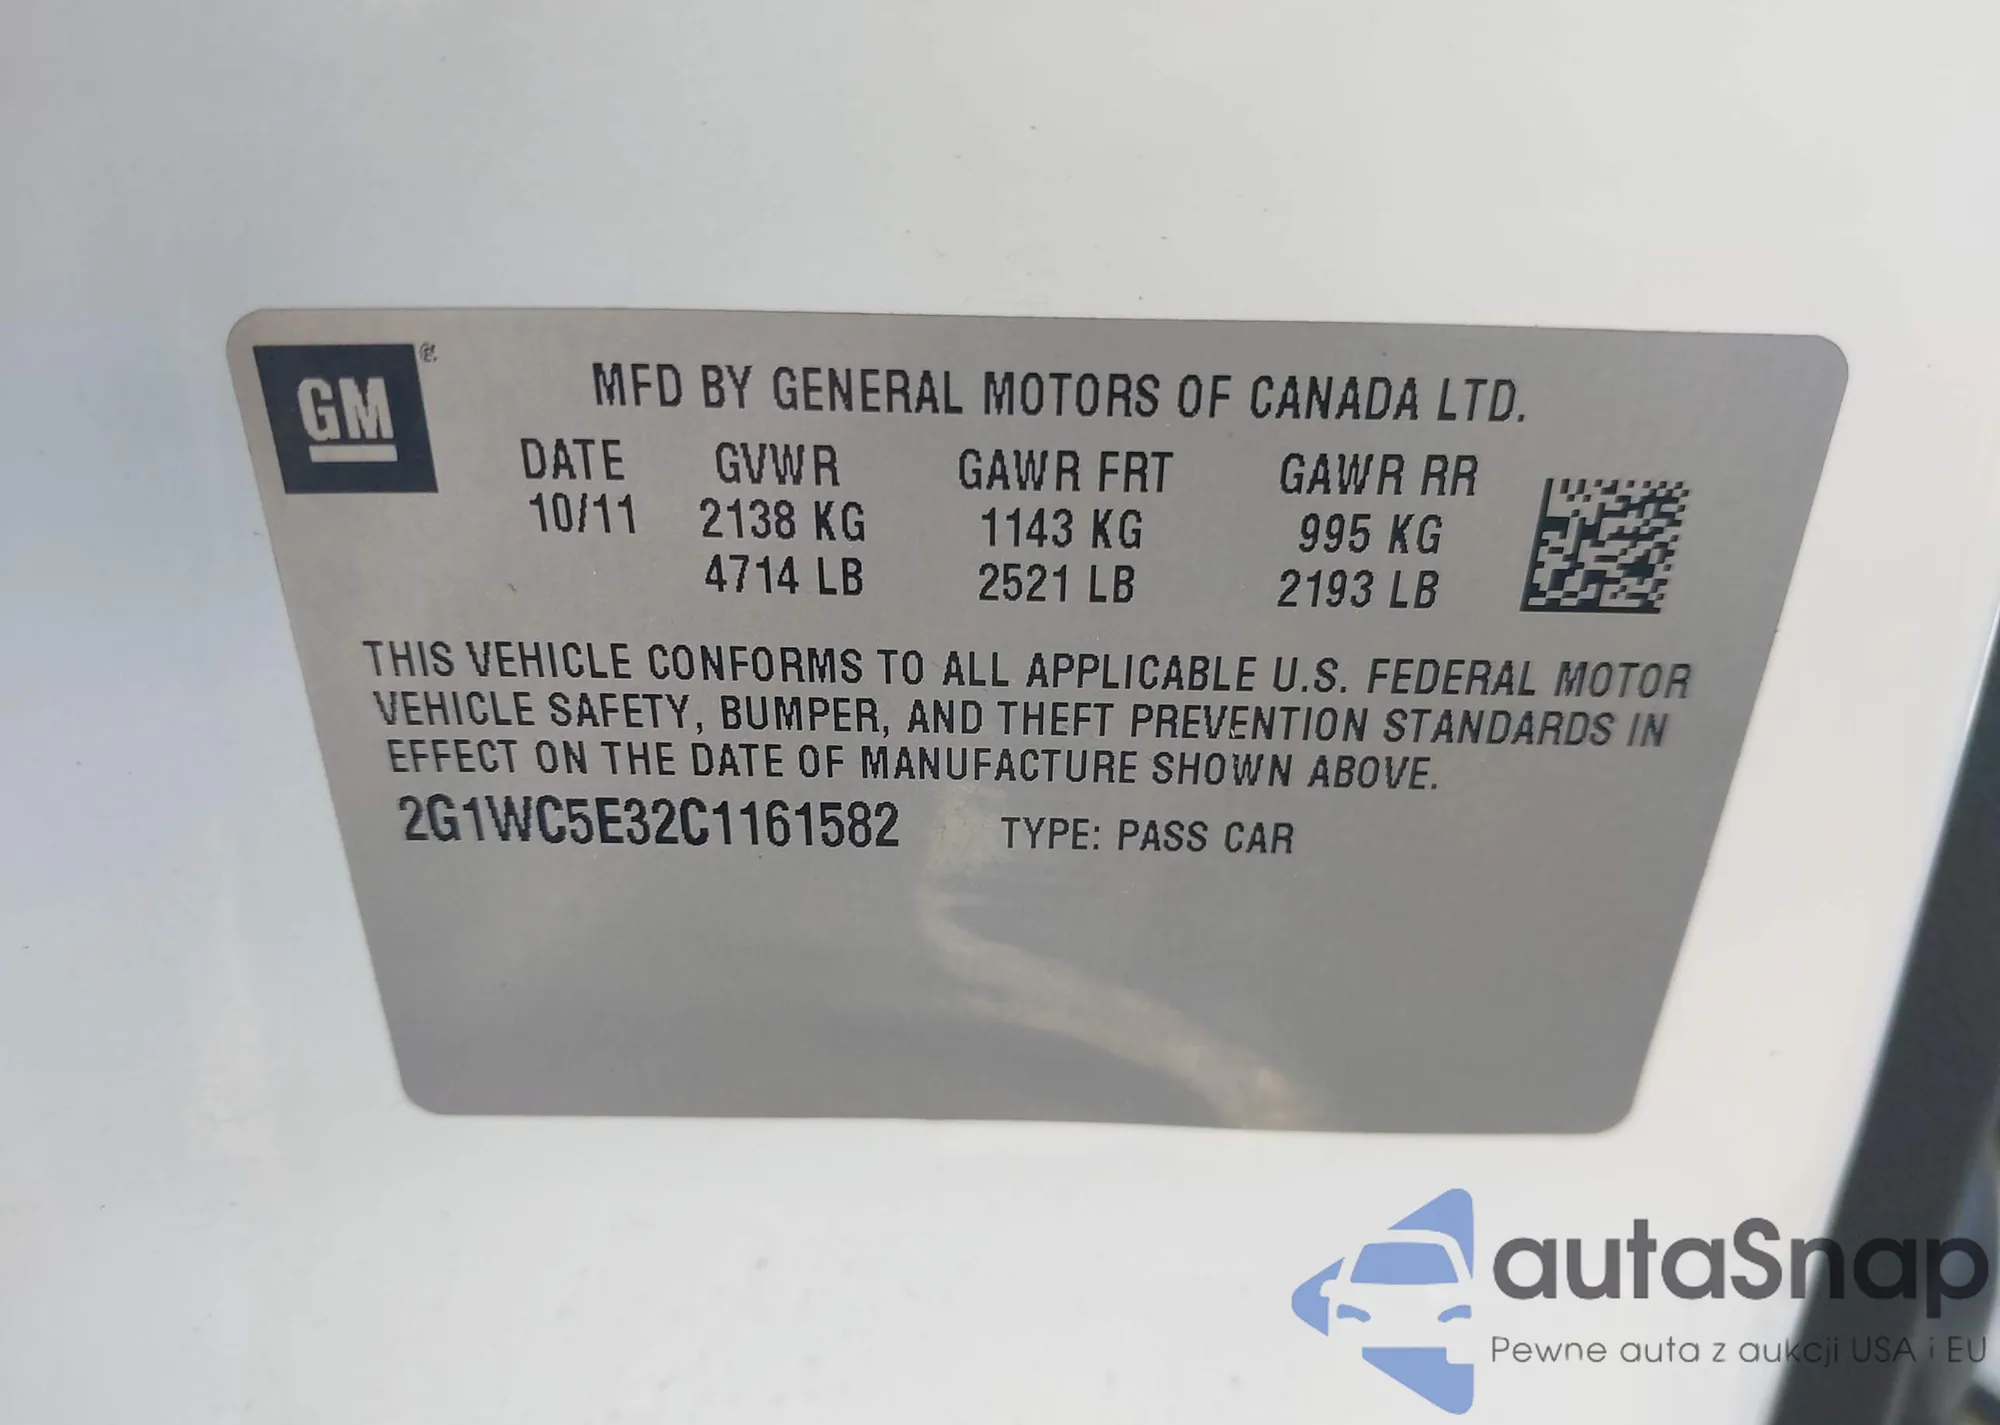 GM
MFD BY GENERAL MOTORS OF CANADA LTD.
DATE GVWR GAWR FRT GAWR RR
10/11 2138 KG 1143 KG 995 KG
4714 LB 2521 LB 2193 LB
THIS VEHICLE CONFORMS TO ALL APPLICABLE U.S. FEDERAL MOTOR
VEHICLE SAFETY, BUMPER, AND THEFT PREVENTION STANDARDS IN
EFFECT ON THE DATE OF MANUFACTURE SHOWN ABOVE.
2G1WC5E32C1161582 TYPE: PASS CAR
autaSnap
Pewne auta z aukcji USA i EU